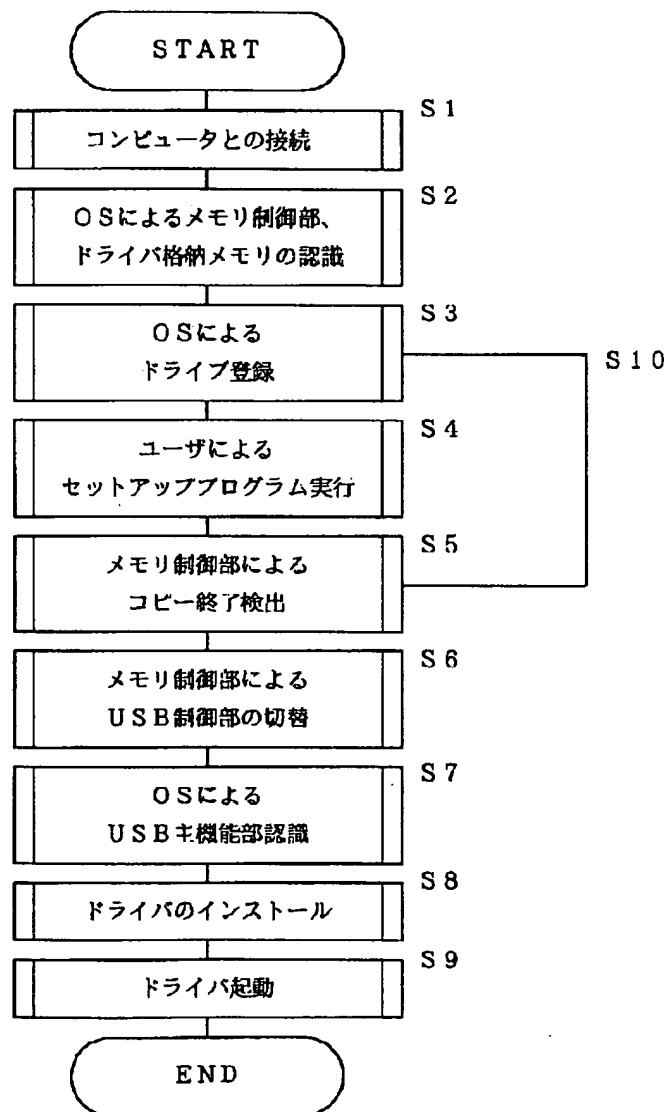 START
S1
コンピュータとの接続
S2
OSによるメモリ制御部、
ドライバ格納メモリの認識
S3
OSによる
ドライブ登録
S10
S4
ユーザによる
セットアッププログラム実行
S5
メモリ制御部による
コピー終了検出
S6
メモリ制御部による
USB制御部の切替
S7
OSによる
USB主機能部認識
S8
ドライバのインストール
S9
ドライバ起動
END